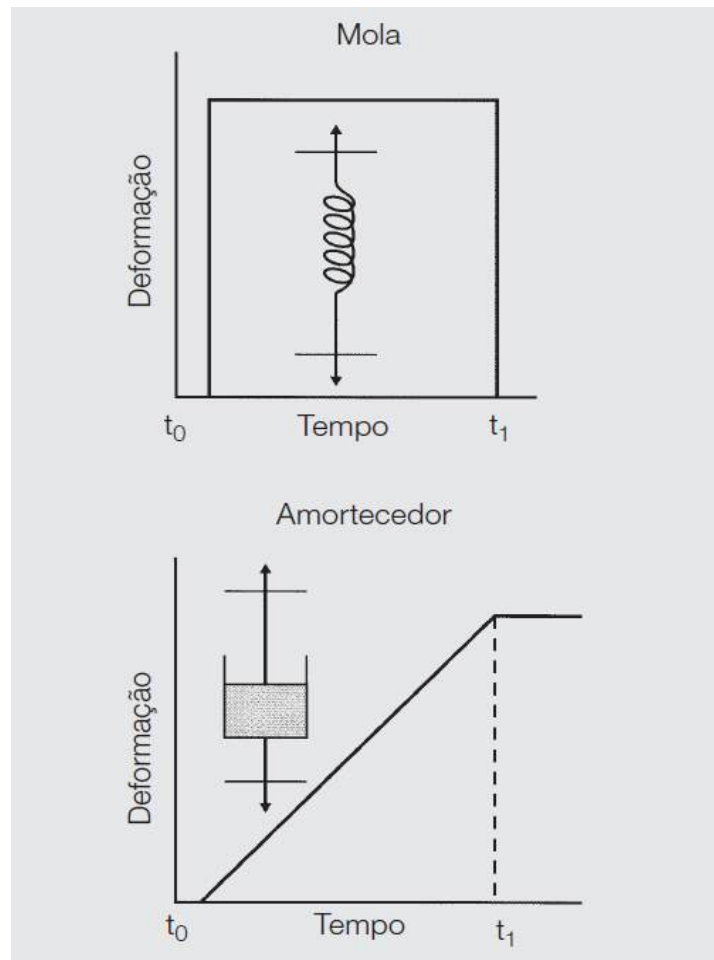 Mola
Deformação
t₀
Tempo
t₁
Amortecedor
Deformação
t₀
Tempo
t₁